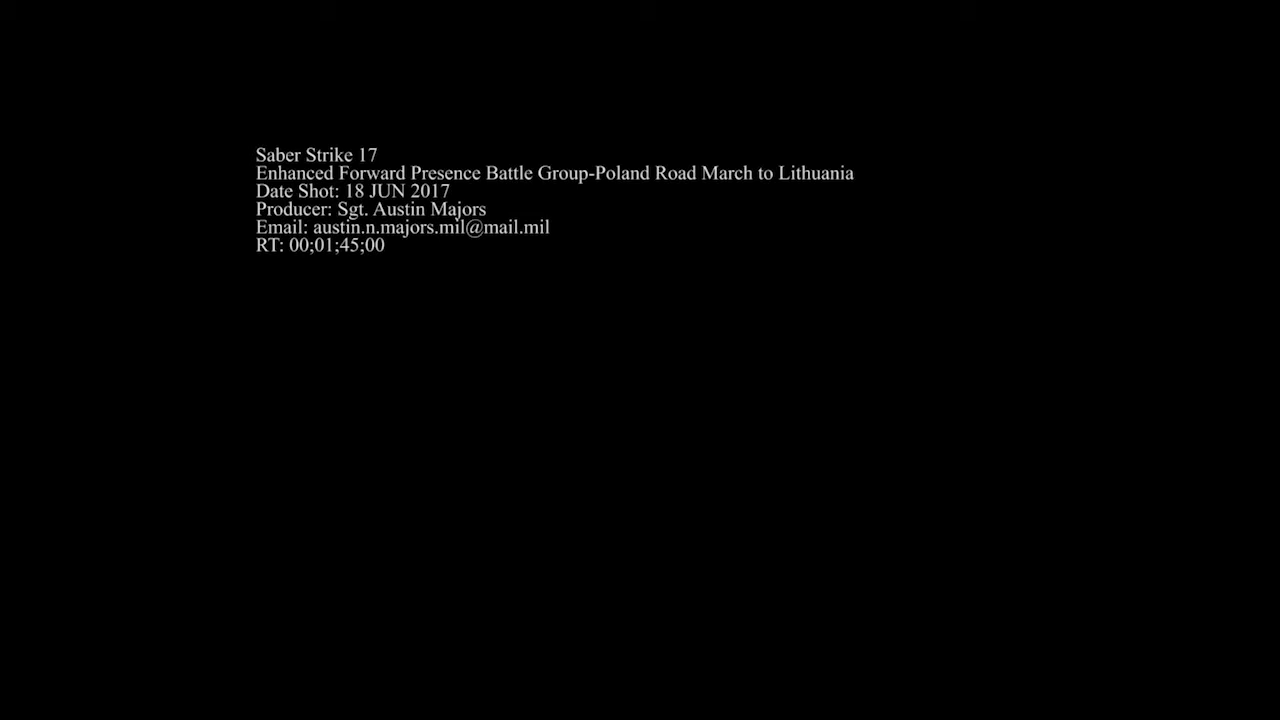 Saber Strike 17
Enhanced Forward Presence Battle Group-Poland Road March to Lithuania
Date Shot: 18 JUN 2017
Producer: Sgt. Austin Majors
Email: austin.n.majors.mil@mail.mil
RT: 00;01;45;00